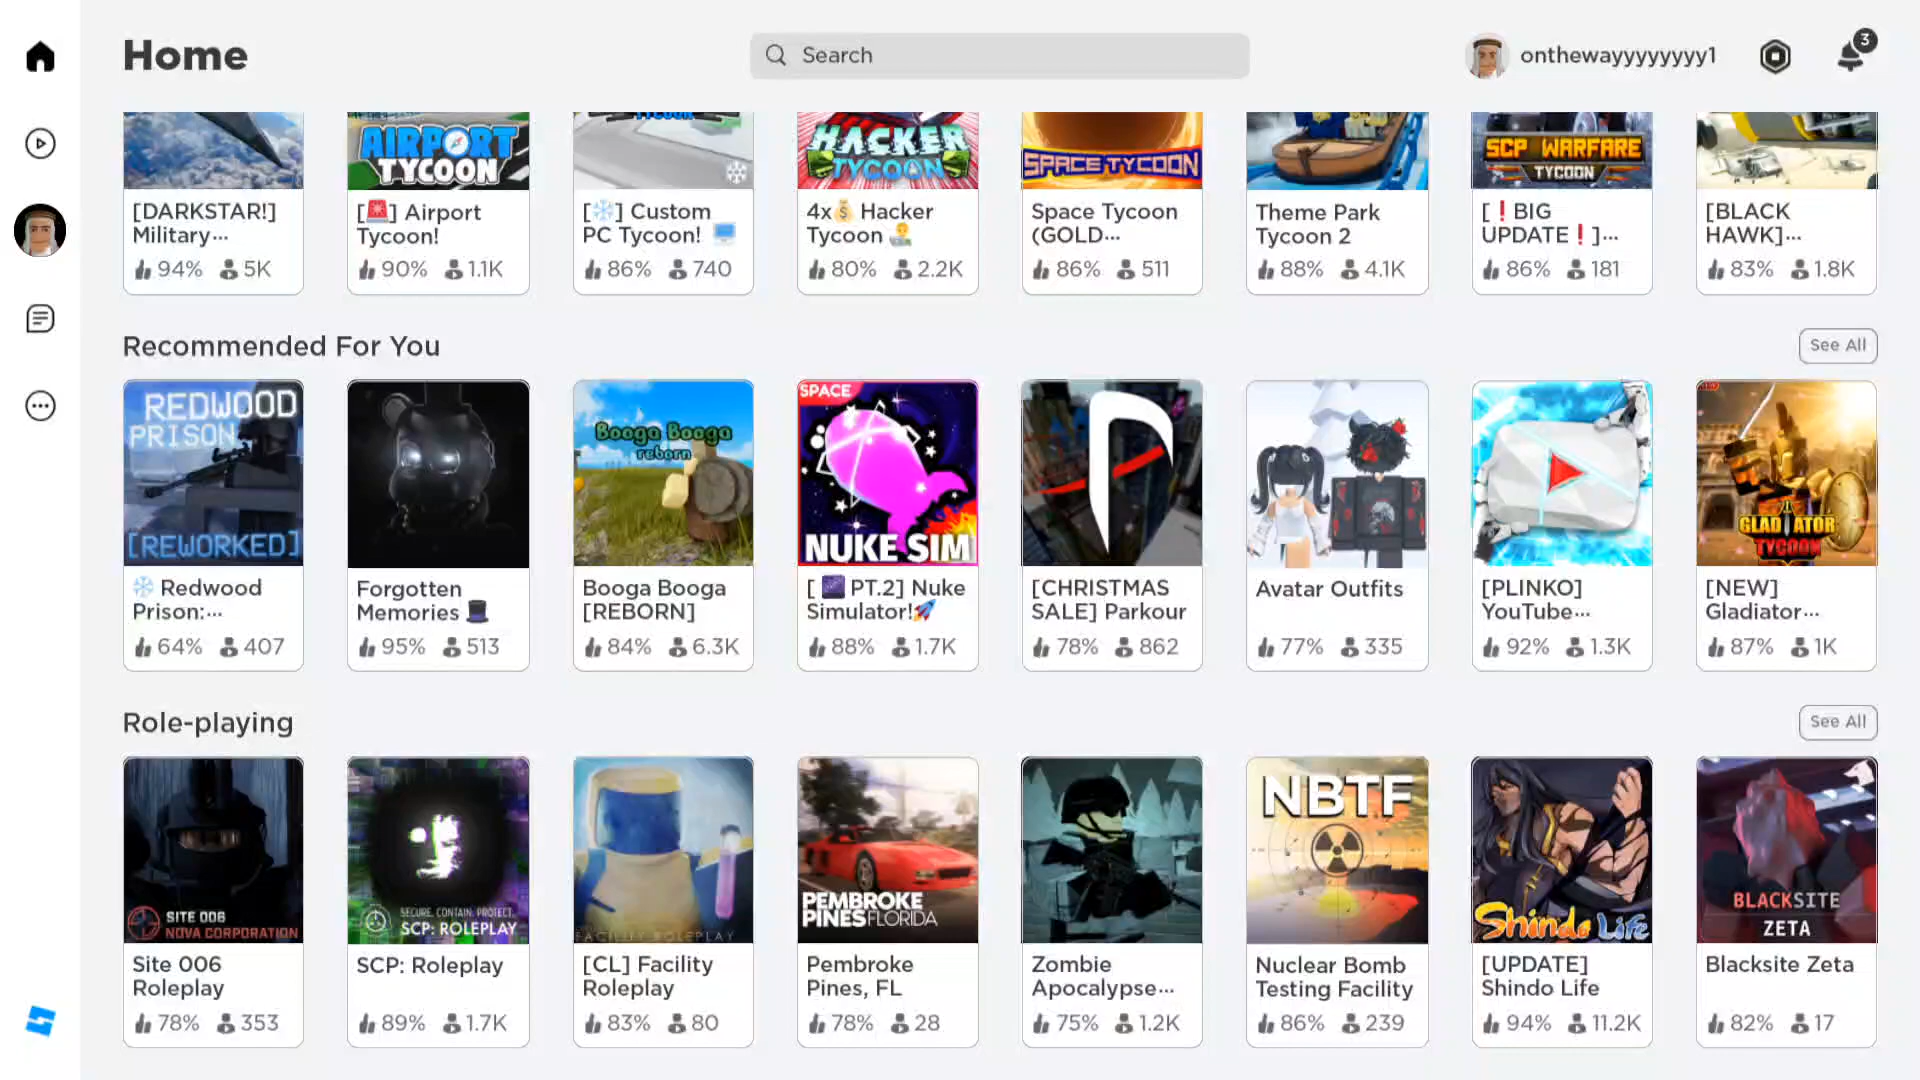 Home
Search
onthewayyyyyyyy1
3
AIRPORT
TYCOON
TYCOON
HACKER
TYCOON
SPACE TYCOON
SCP WARFARE
TYCOON
[DARKSTAR!]
Military...
94% 5K
[🚨] Airport
Tycoon!
90% 1.1K
[❄️] Custom
PC Tycoon! 🖥️
86% 740
4x💰 Hacker
Tycoon 👨‍💻
80% 2.2K
Space Tycoon
(GOLD...
86% 511
Theme Park
Tycoon 2
88% 4.1K
[❗BIG
UPDATE❗]...
86% 181
[BLACK
HAWK]...
83% 1.8K
Recommended For You
See All
REDWOOD
PRISON
[REWORKED]
Booga Booga
reborn
SPACE
NUKE SIM
GLADIATOR
TYCOON
❄️ Redwood
Prison:...
64% 407
Forgotten
Memories 🎩
95% 513
Booga Booga
[REBORN]
84% 6.3K
[🌌PT.2] Nuke
Simulator!🚀
88% 1.7K
[CHRISTMAS
SALE] Parkour
78% 862
Avatar Outfits
77% 335
[PLINKO]
YouTube...
92% 1.3K
[NEW]
Gladiator...
87% 1K
Role-playing
See All
SITE 006
NOVA CORPORATION
SECURE. CONTAIN. PROTECT.
SCP: ROLEPLAY
FACILITY ROLEPLAY
PEMBROKE
PINES FLORIDA
NBTF
Shindo Life
BLACKSITE
ZETA
Site 006
Roleplay
78% 353
SCP: Roleplay
89% 1.7K
[CL] Facility
Roleplay
83% 80
Pembroke
Pines, FL
78% 28
Zombie
Apocalypse...
75% 1.2K
Nuclear Bomb
Testing Facility
86% 239
[UPDATE]
Shindo Life
94% 11.2K
Blacksite Zeta
82% 17